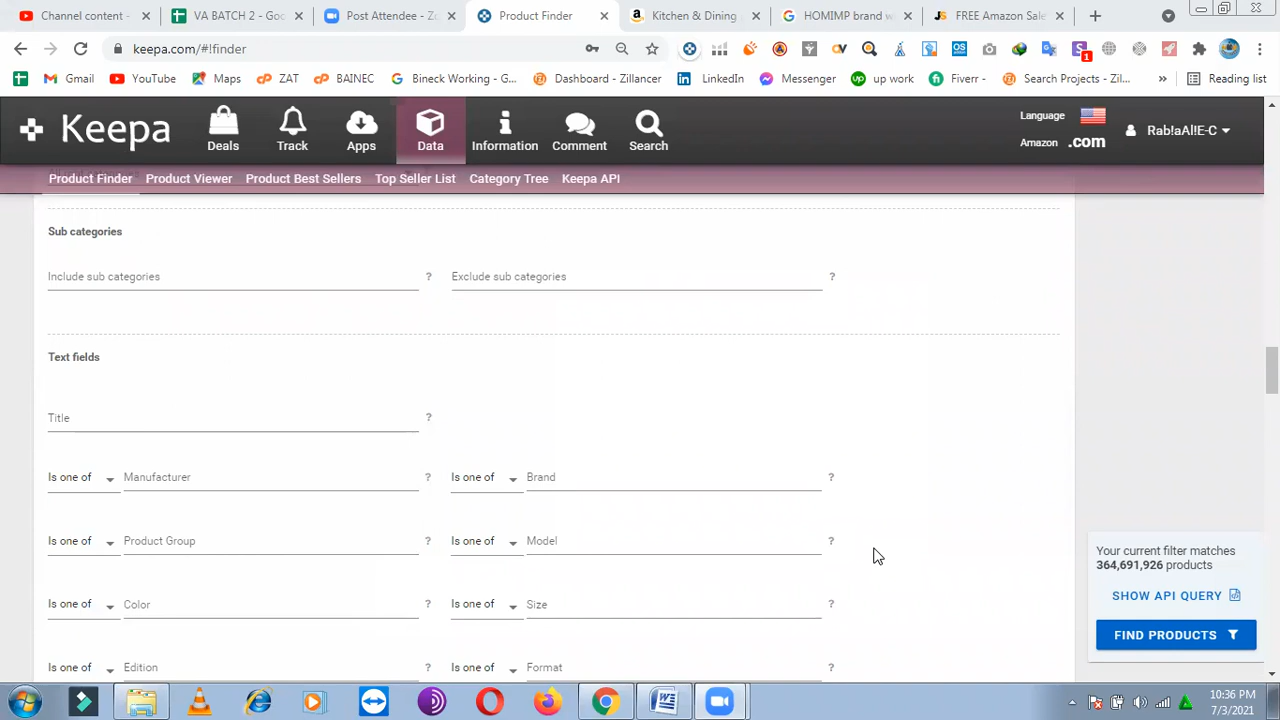 Channel content - 
VA BATCH 2 - Goo
Post Attendee - Zo
Product Finder
Kitchen & Dining
HOMIMP brand w
FREE Amazon Sale
keepa.com/#!finder
Gmail
YouTube
Maps
ZAT
BAINEC
Bineck Working - G...
Dashboard - Zillancer
LinkedIn
Messenger
up work
Fiverr -
Search Projects - Zil...
»
Reading list
Keepa
Deals
Track
Apps
Data
Information
Comment
Search
Language
Amazon .com
Rab!aAl!E-C
Product Finder
Product Viewer
Product Best Sellers
Top Seller List
Category Tree
Keepa API
Sub categories
Include sub categories ?
Exclude sub categories ?
Text fields
Title ?
Is one of Manufacturer ?
Is one of Brand ?
Is one of Product Group ?
Is one of Model ?
Is one of Color ?
Is one of Size ?
Is one of Edition ?
Is one of Format ?
Your current filter matches
364,691,926 products
SHOW API QUERY
FIND PRODUCTS
10:36 PM
7/3/2021